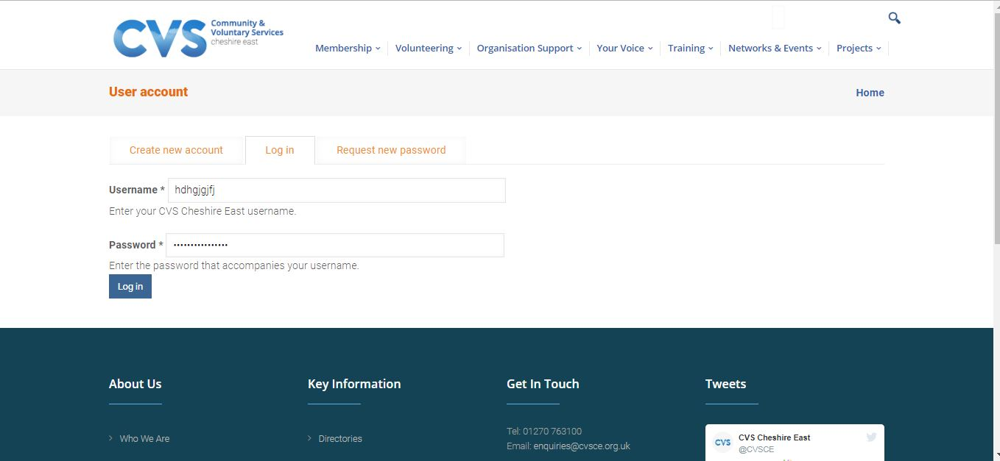 CVS Community &
Voluntary Services
cheshire east
Membership Volunteering Organisation Support Your Voice Training Networks & Events Projects
User account Home
Create new account Log in Request new password
Username * hdhgjgjfj
Enter your CVS Cheshire East username.
Password * ••••••••••••••••
Enter the password that accompanies your username.
Log in
About Us Key Information Get In Touch Tweets
Who We Are Directories Tel: 01270 763100
Email: enquiries@cvsce.org.uk
CVS CVS Cheshire East
@CVSCE